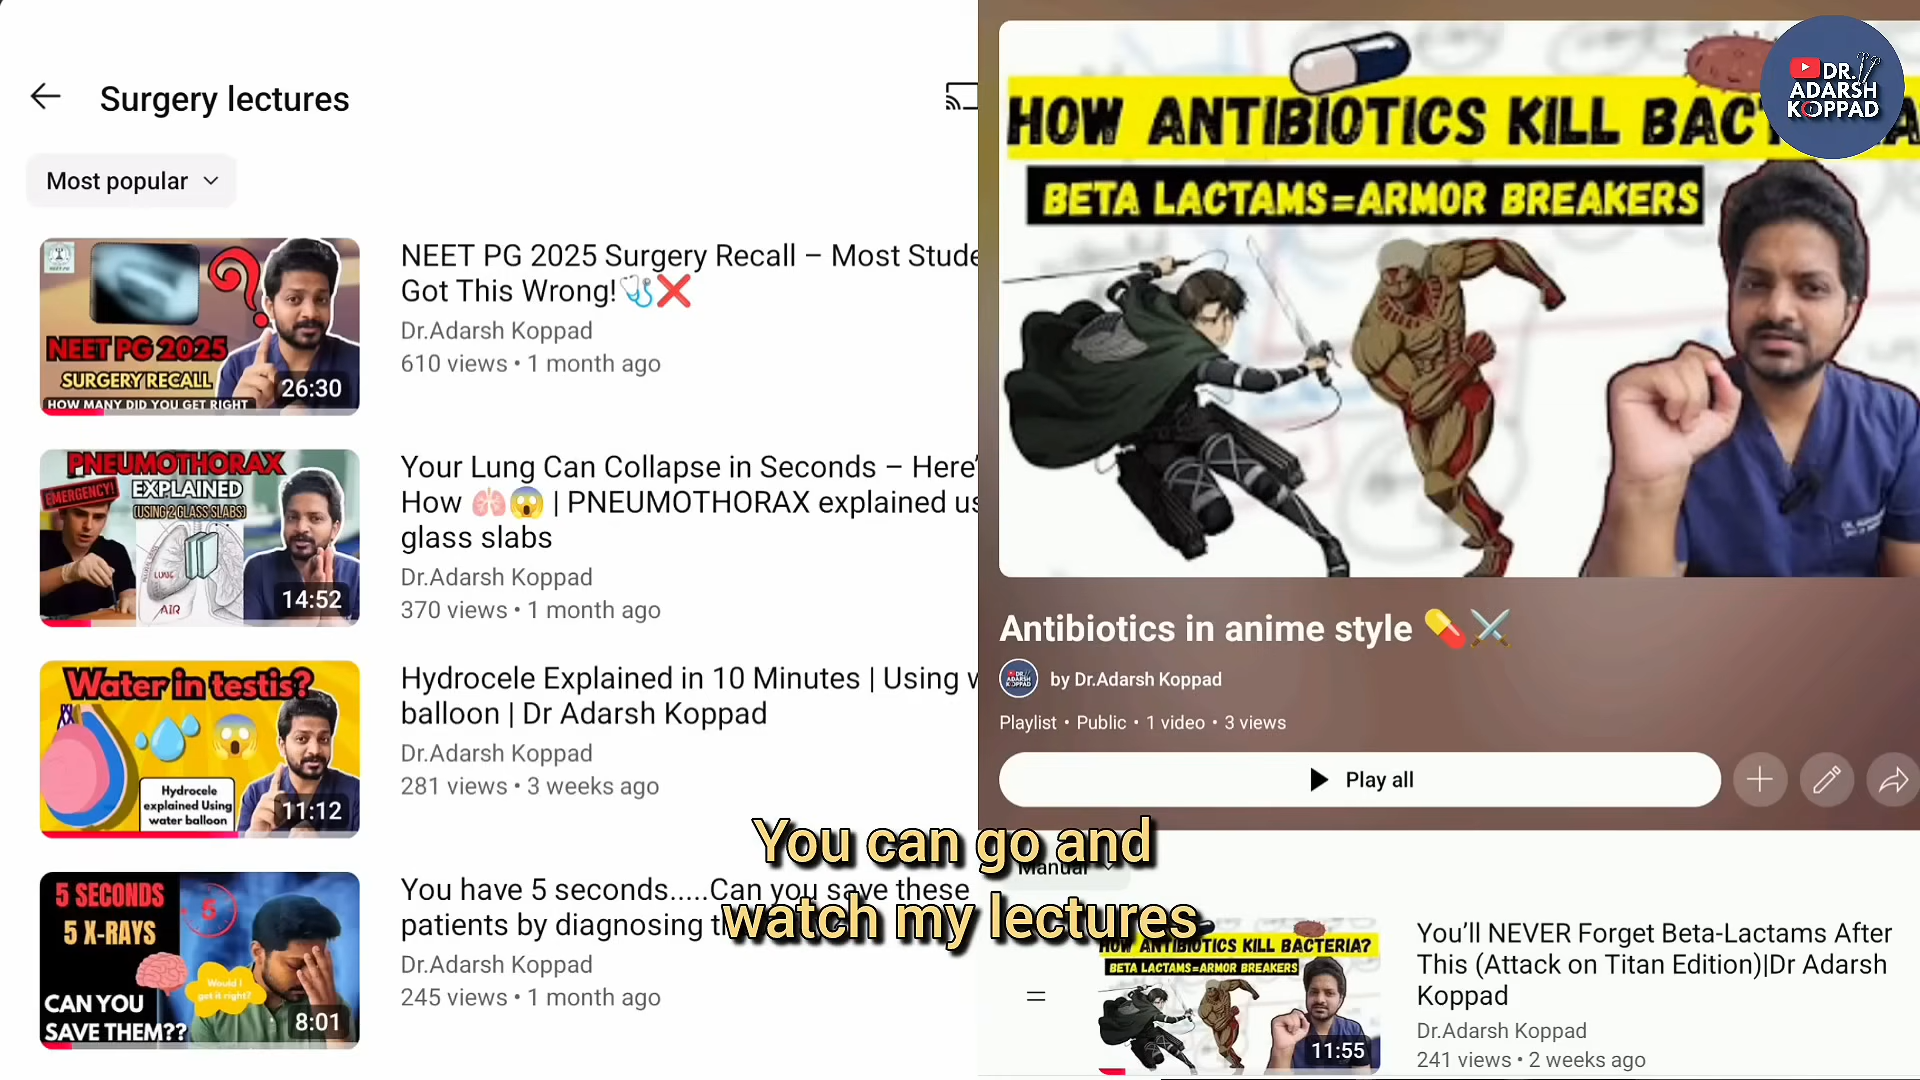 Surgery lectures
Most popular
NEET PG 2025
SURGERY RECALL
26:30
HOW MANY DID YOU GET RIGHT
NEET PG 2025 Surgery Recall – Most Stude
Got This Wrong!🩺❌
Dr.Adarsh Koppad
610 views • 1 month ago
PNEUMOTHORAX
EMERGENCY!
EXPLAINED
(USING 2 GLASS SLABS)
LUNG
AIR
14:52
Your Lung Can Collapse in Seconds – Here'
How 🫁😱 | PNEUMOTHORAX explained us
glass slabs
Dr.Adarsh Koppad
370 views • 1 month ago
Water in testis?
Hydrocele
explained Using
water balloon
11:12
Hydrocele Explained in 10 Minutes | Using w
balloon | Dr Adarsh Koppad
Dr.Adarsh Koppad
281 views • 3 weeks ago
5 SECONDS
5 X-RAYS
5
Would I
get it right?
CAN YOU
SAVE THEM??
8:01
You have 5 seconds.....Can you save these
patients by diagnosing t
Dr.Adarsh Koppad
245 views • 1 month ago
HOW ANTIBIOTICS KILL BACT
BETA LACTAMS=ARMOR BREAKERS
DR.
ADARSH
KOPPAD
Antibiotics in anime style 💊⚔️
by Dr.Adarsh Koppad
Playlist • Public • 1 video • 3 views
Play all
Manual
You can go and
watch my lectures
HOW ANTIBIOTICS KILL BACTERIA?
BETA LACTAMS=ARMOR BREAKERS
11:55
You'll NEVER Forget Beta-Lactams After
This (Attack on Titan Edition)|Dr Adarsh
Koppad
Dr.Adarsh Koppad
241 views • 2 weeks ago